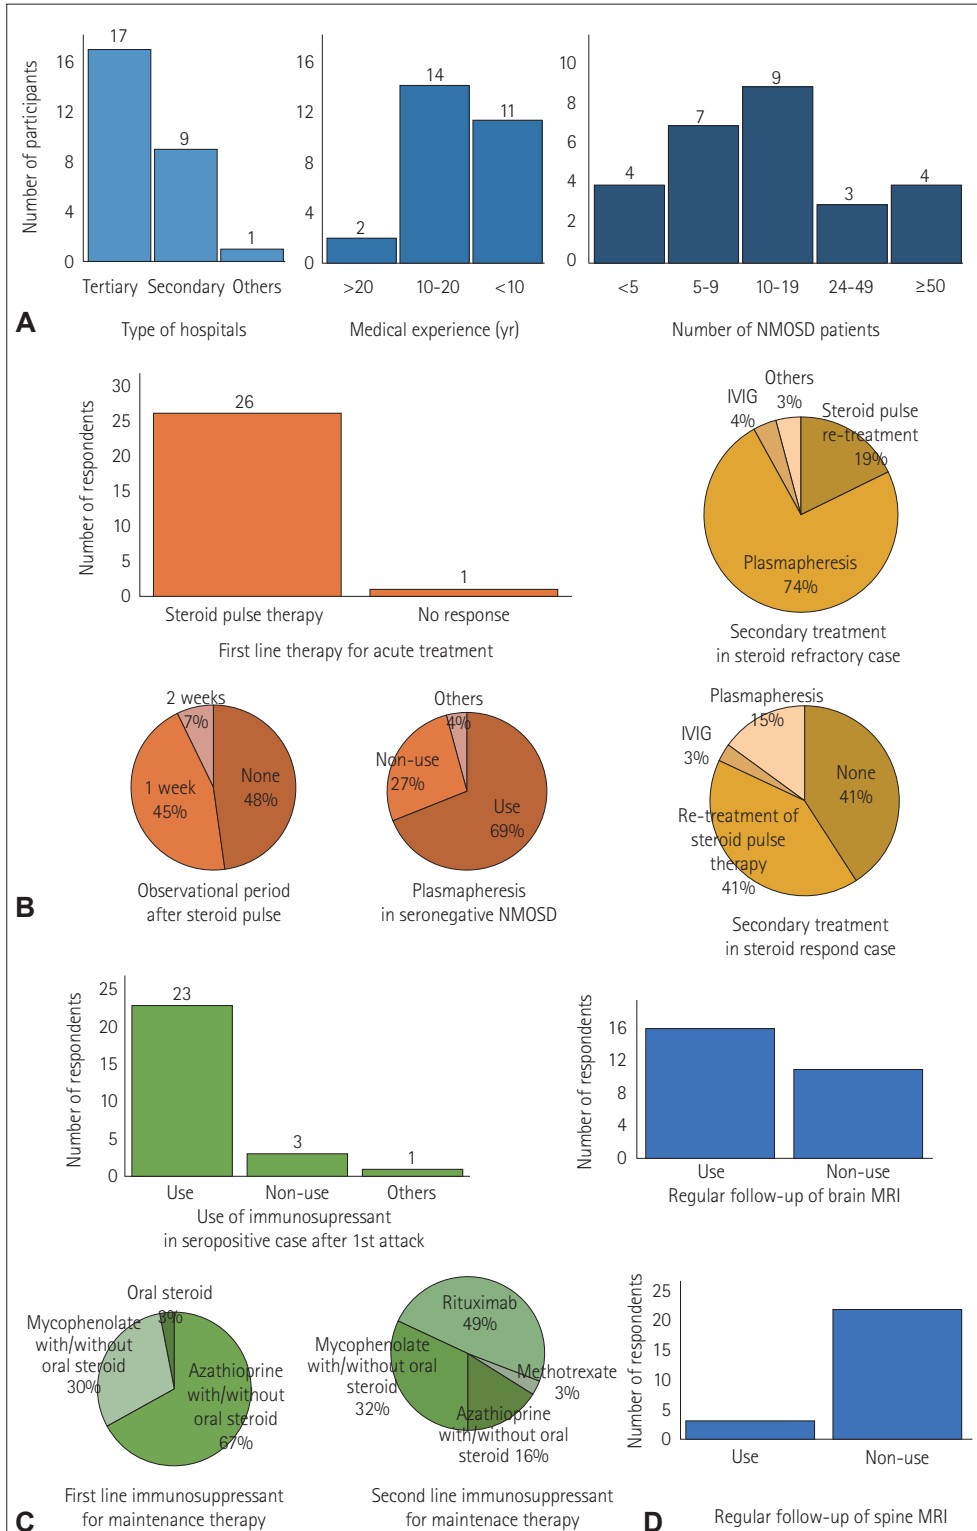 Number of participants
16
12
8
4
0
17
9
1
Tertiary Secondary Others
Type of hospitals
16
12
8
4
0
2
14
11
>20 10-20 <10
Medical experience (yr)
10
8
6
4
2
0
4
7
9
3
4
<5 5-9 10-19 24-49 ≥50
Number of NMOSD patients
A
Number of respondents
30
25
20
15
10
5
0
26
1
Steroid pulse therapy No response
First line therapy for acute treatment
Others
3%
IVIG
4%
Steroid pulse
re-treatment
19%
Plasmapheresis
74%
Secondary treatment
in steroid refractory case
2 weeks
7%
None
48%
1 week
45%
Observational period
after steroid pulse
Others
4%
Non-use
27%
Use
69%
Plasmapheresis
in seronegative NMOSD
Plasmapheresis
15%
IVIG
3%
None
41%
Re-treatment of
steroid pulse
therapy
41%
Secondary treatment
in steroid respond case
B
Number of respondents
25
20
15
10
5
0
23
3
1
Use Non-use Others
Use of immunosupressant
in seropositive case after 1st attack
Number of respondents
16
12
8
4
0
Use Non-use
Regular follow-up of brain MRI
Oral steroid
3%
Mycophenolate
with/without
oral steroid
30%
Azathioprine
with/without
oral steroid
67%
First line immunosuppressant
for maintenance therapy
Rituximab
49%
Mycophenolate
with/without oral
steroid
32%
Methotrexate
3%
Azathioprine
with/without oral
steroid 16%
Second line immunosuppressant
for maintenace therapy
C
Number of respondents
25
20
15
10
5
0
Use Non-use
Regular follow-up of spine MRI
D